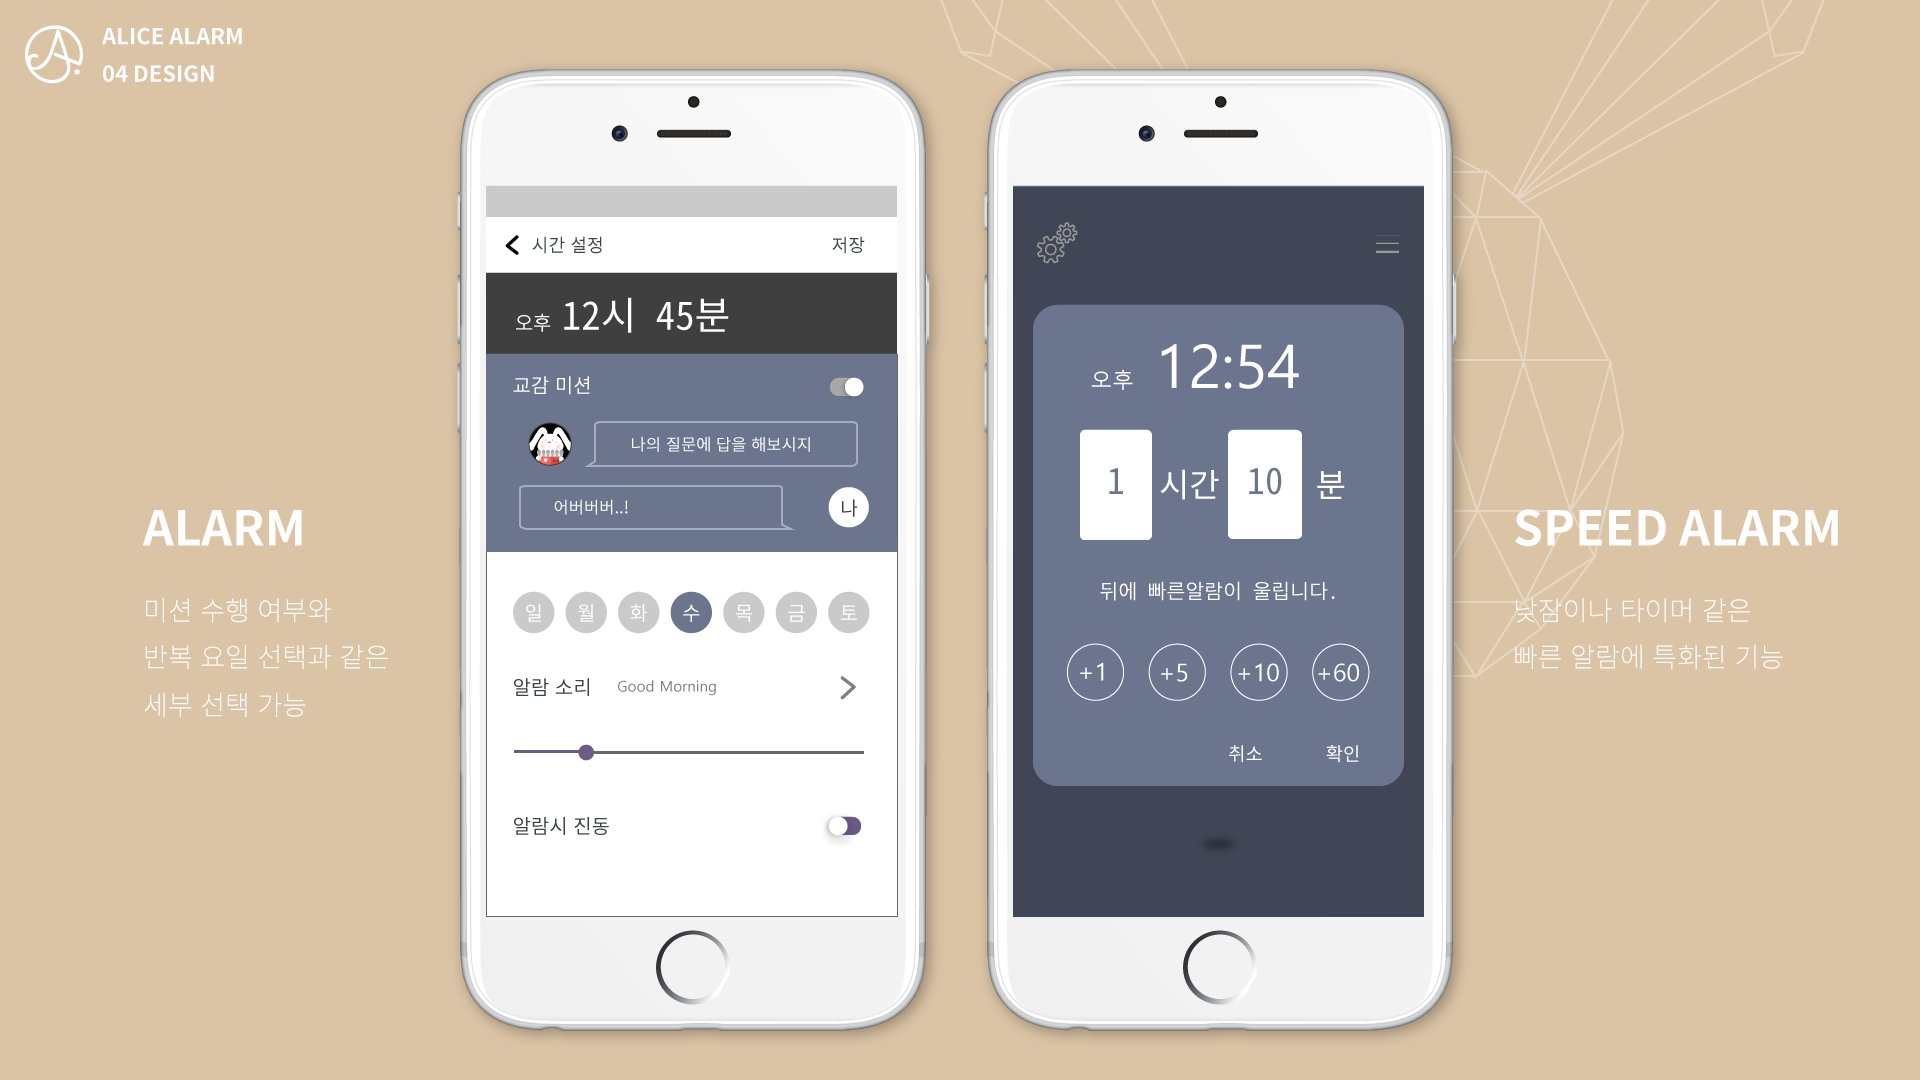 ALICE ALARM
04 DESIGN
ALARM
미션 수행 여부와
반복 요일 선택과 같은
세부 선택 가능
시간 설정
저장
오후 12시 45분
교감 미션
나의 질문에 답을 해보시지
어버버버..!
나
일 월 화 수 목 금 토
알람 소리 Good Morning
알람시 진동
오후 12:54
1 시간 10 분
뒤에 빠른알람이 울립니다.
+1 +5 +10 +60
취소 확인
SPEED ALARM
낮잠이나 타이머 같은
빠른 알람에 특화된 기능